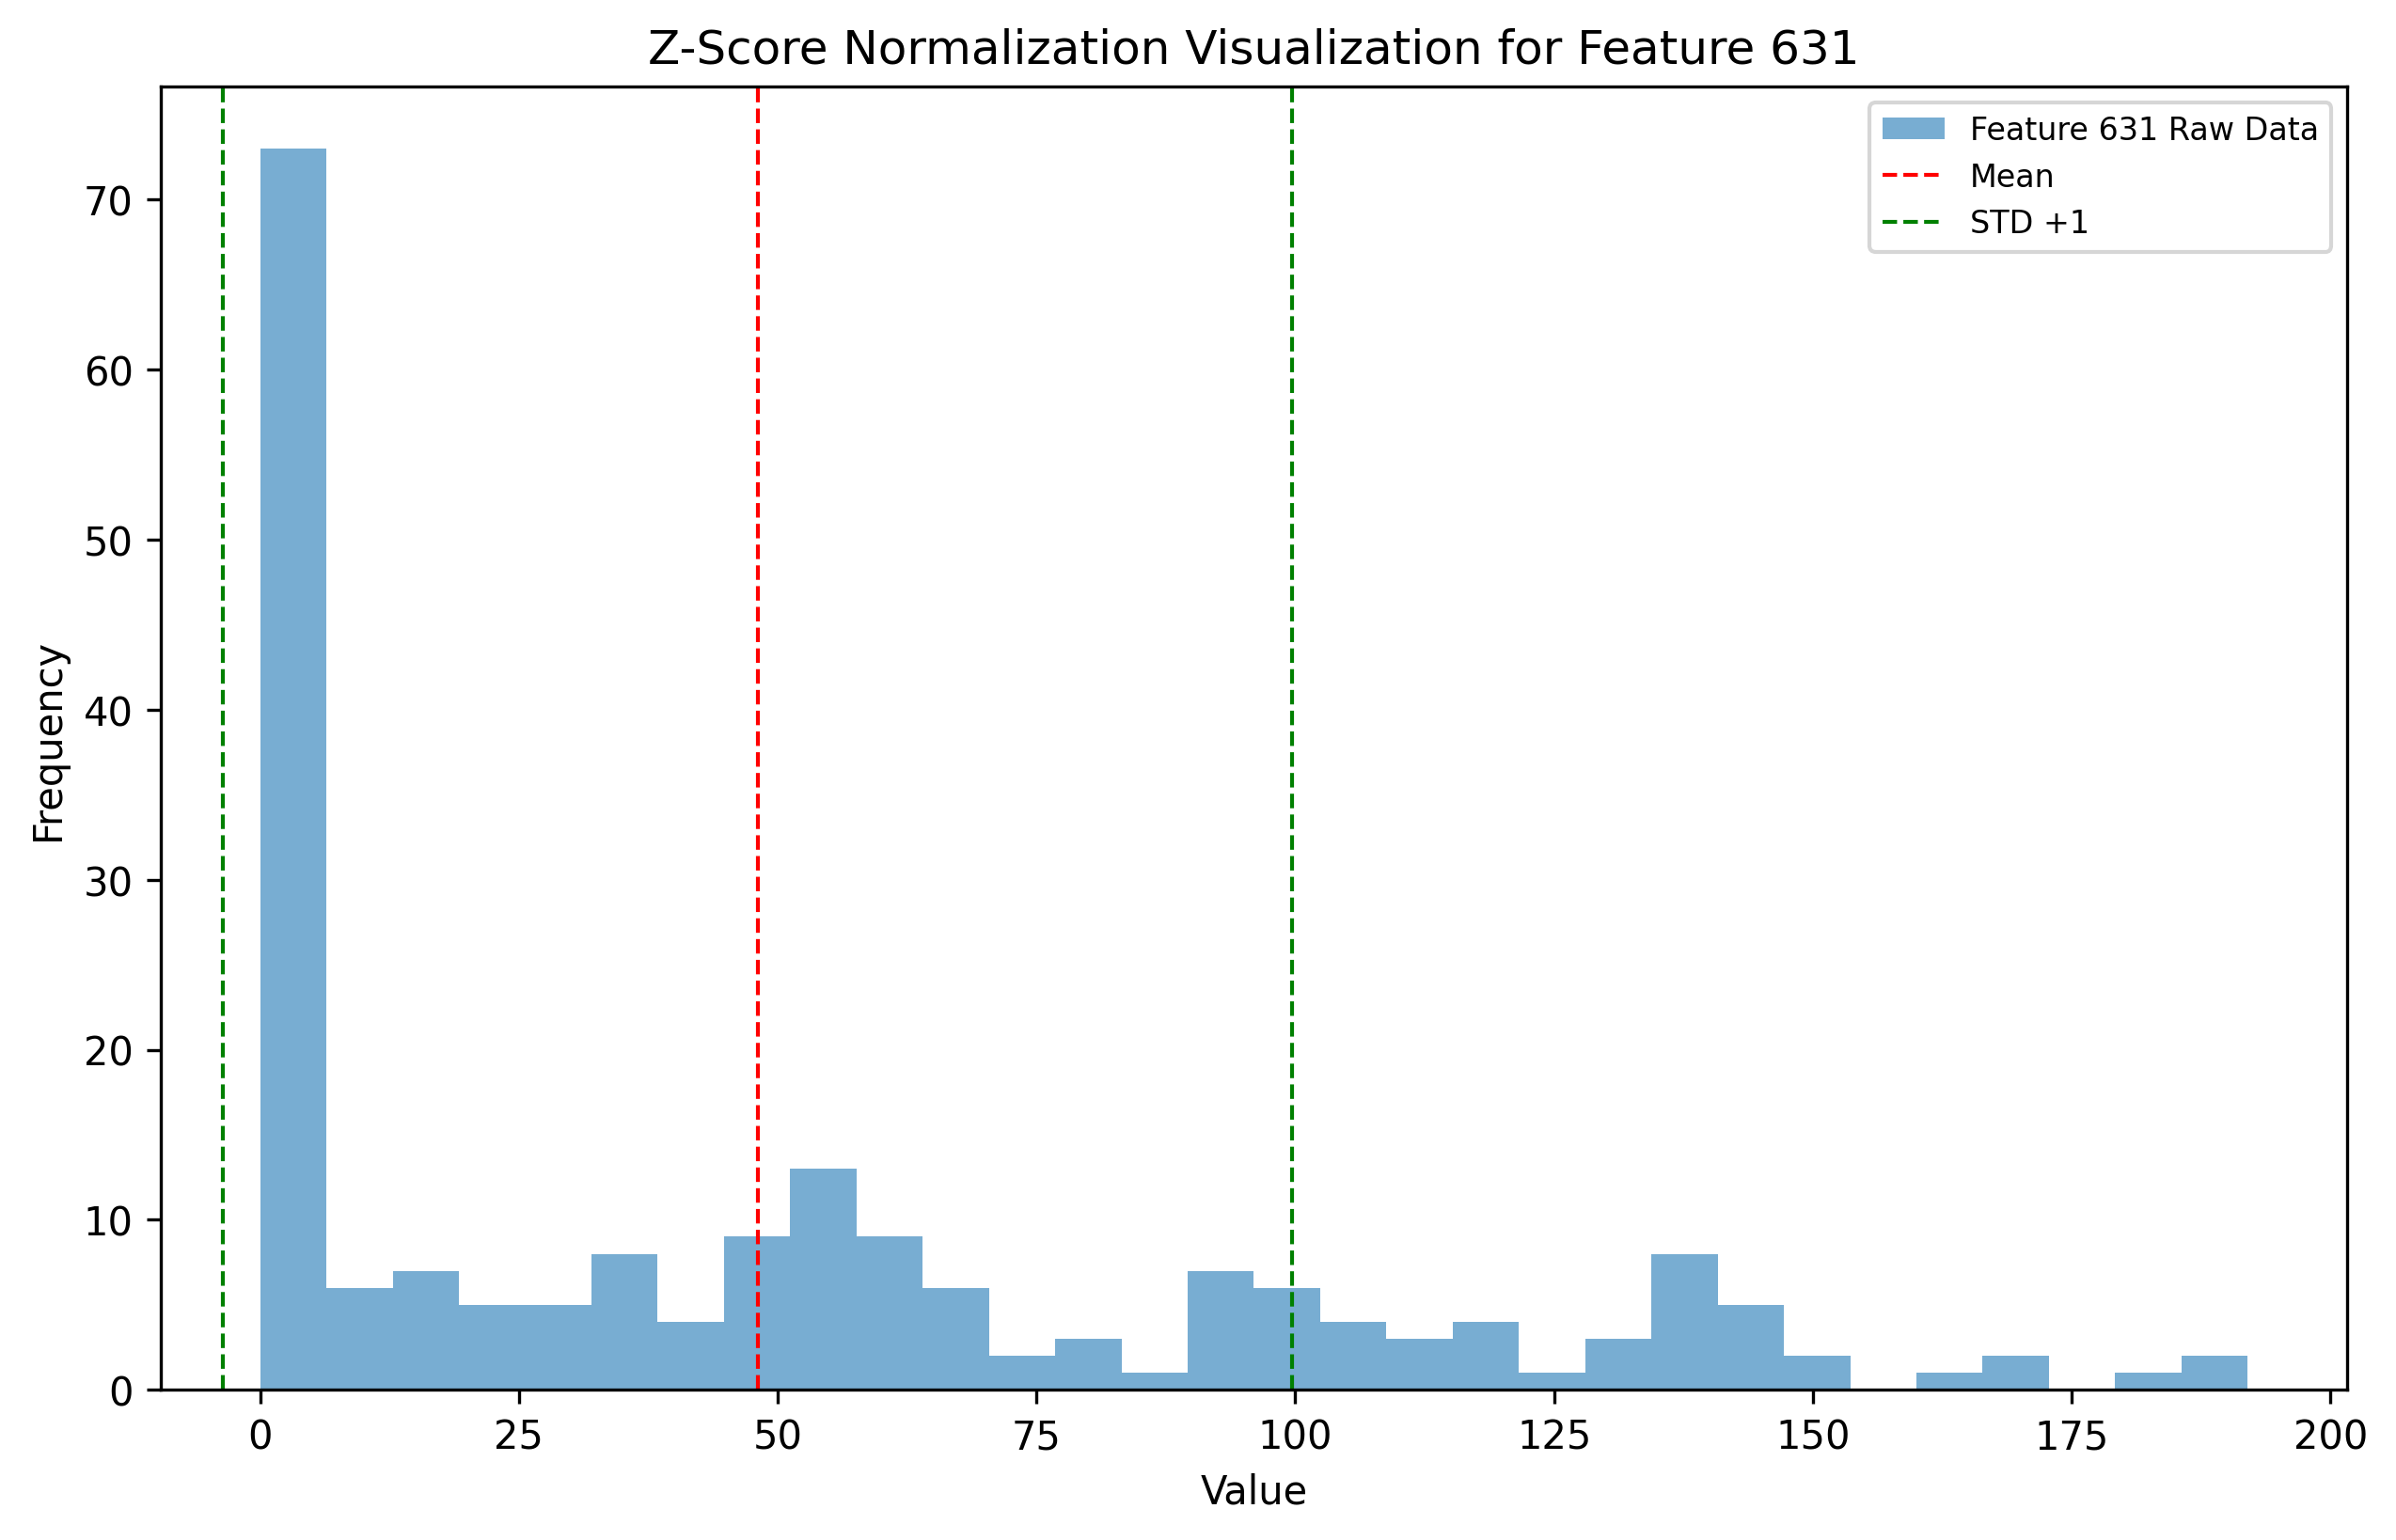 Z-Score Normalization Visualization for Feature 631
Feature 631 Raw Data
Mean
STD +1
70
60
50
40
30
20
10
0
Frequency
0 25 50 75 100 125 150 175 200
Value